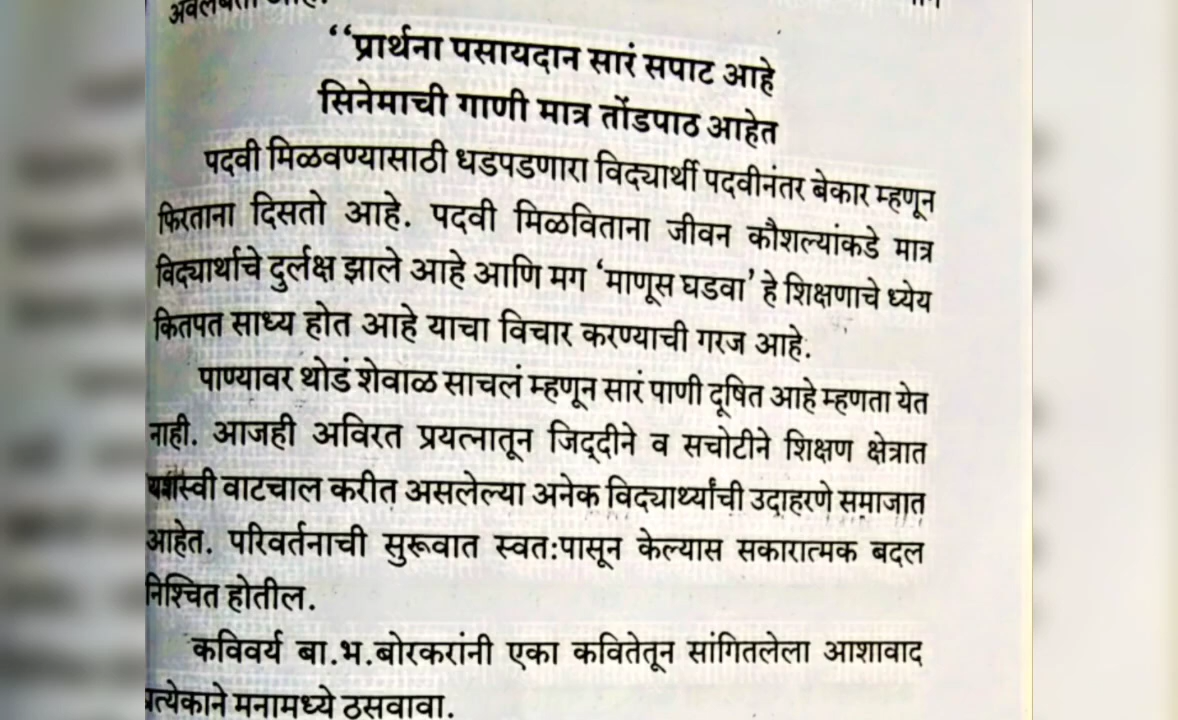 अवलंबता आहे.
“प्रार्थना पसायदान सारं सपाट आहे
सिनेमाची गाणी मात्र तोंडपाठ आहेत
पदवी मिळवण्यासाठी धडपडणारा विद्यार्थी पदवीनंतर बेकार म्हणून
फिरताना दिसतो आहे. पदवी मिळविताना जीवन कौशल्यांकडे मात्र
विद्यार्थाचे दुर्लक्ष झाले आहे आणि मग ‘माणूस घडवा’ हे शिक्षणाचे ध्येय
कितपत साध्य होत आहे याचा विचार करण्याची गरज आहे.
पाण्यावर थोडं शेवाळ साचलं म्हणून सारं पाणी दूषित आहे म्हणता येत
नाही. आजही अविरत प्रयत्नातून जिद्दीने व सचोटीने शिक्षण क्षेत्रात
यशस्वी वाटचाल करीत असलेल्या अनेक विद्यार्थ्यांची उदाहरणे समाजात
आहेत. परिवर्तनाची सुरूवात स्वत:पासून केल्यास सकारात्मक बदल
निश्चित होतील.
कविवर्य बा.भ.बोरकरांनी एका कवितेतून सांगितलेला आशावाद
प्रत्येकाने मनामध्ये ठसवावा.